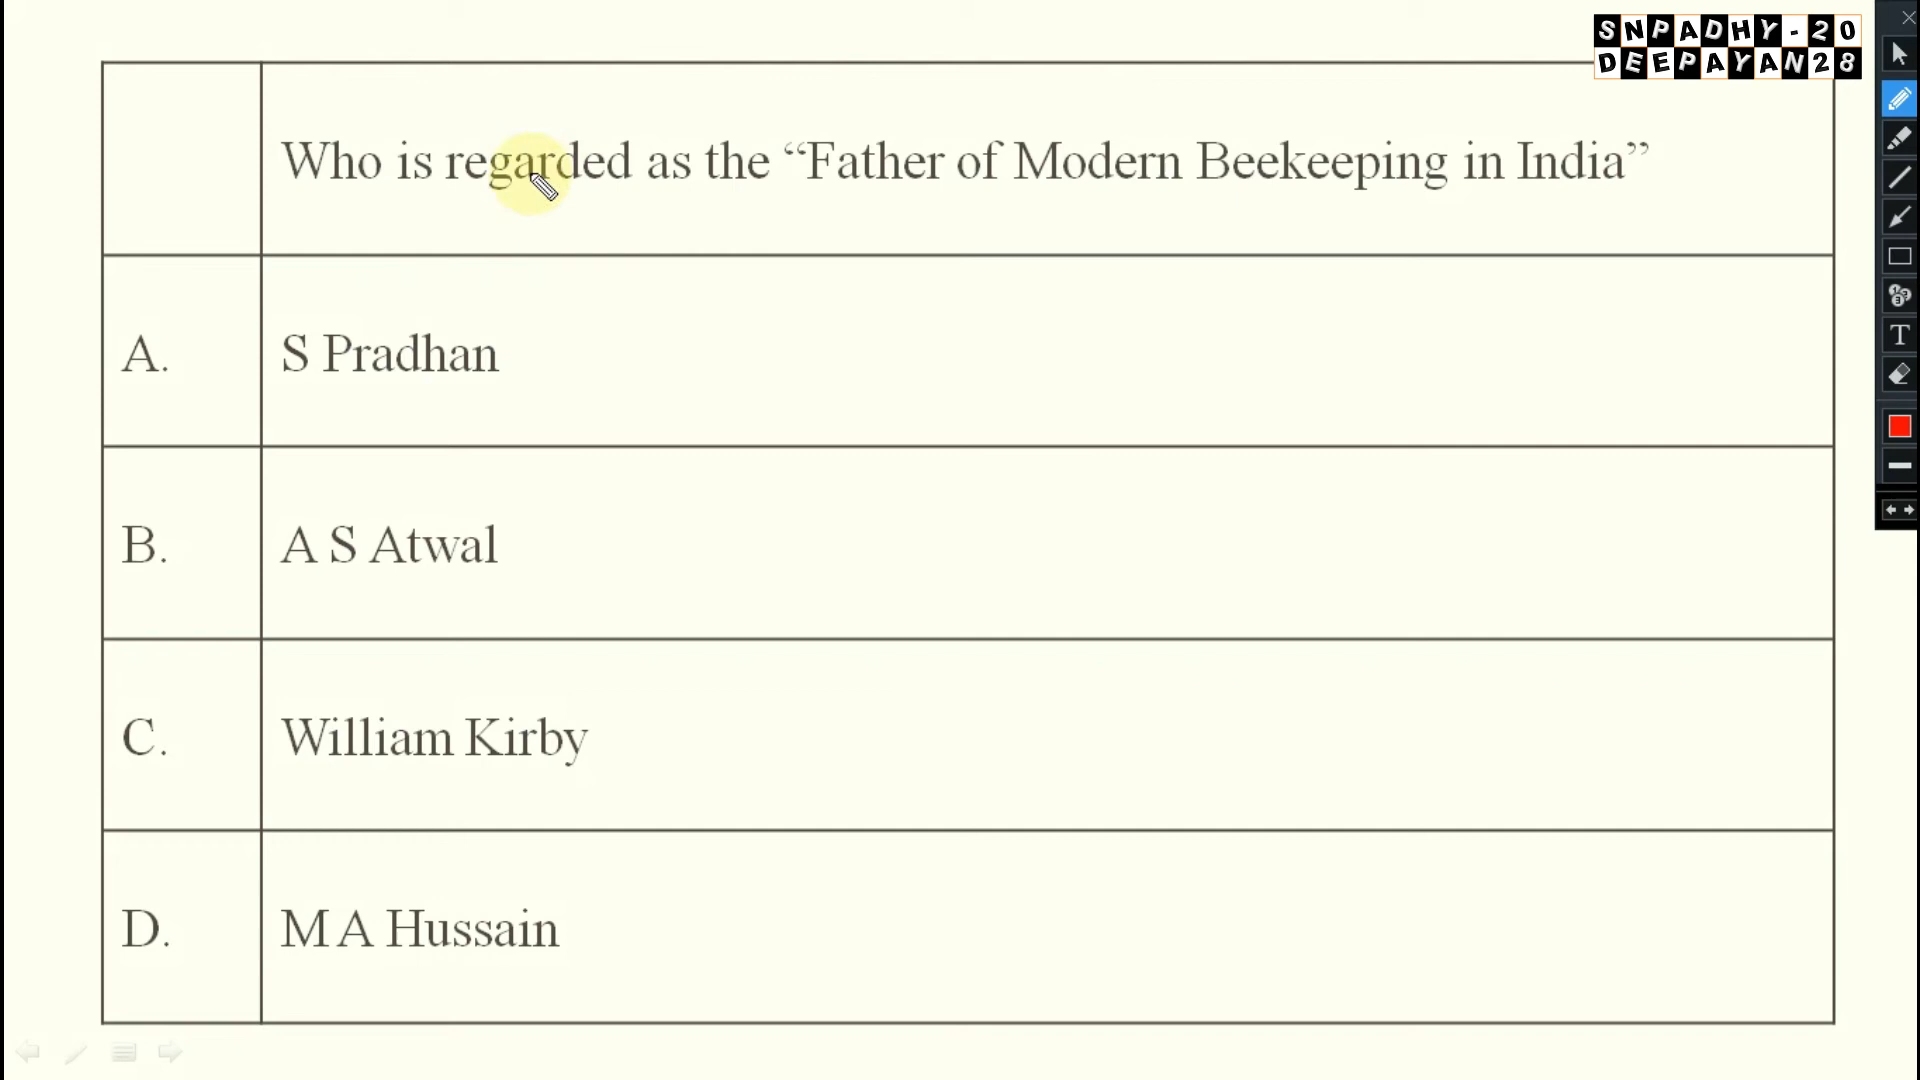 SNPADHY-20
DEEPAYAN28
Who is regarded as the “Father of Modern Beekeeping in India”
A. S Pradhan
B. A S Atwal
C. William Kirby
D. M A Hussain
T